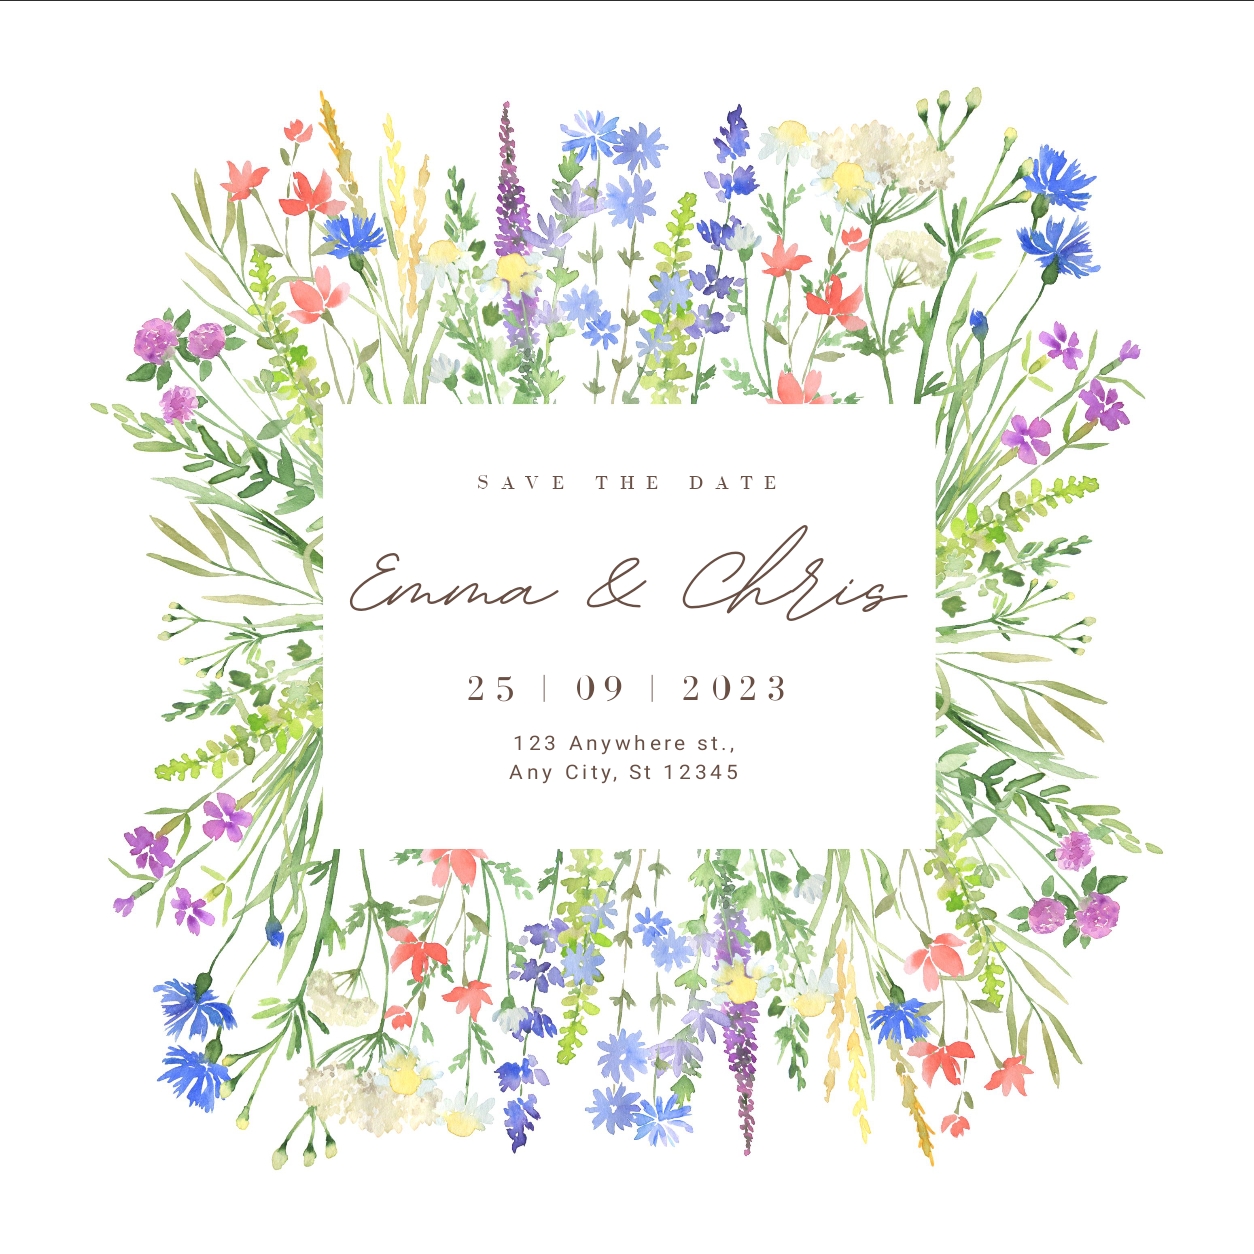 SAVE THE DATE
Emma & Chris
25 | 09 | 2023
123 Anywhere st.,
Any City, St 12345